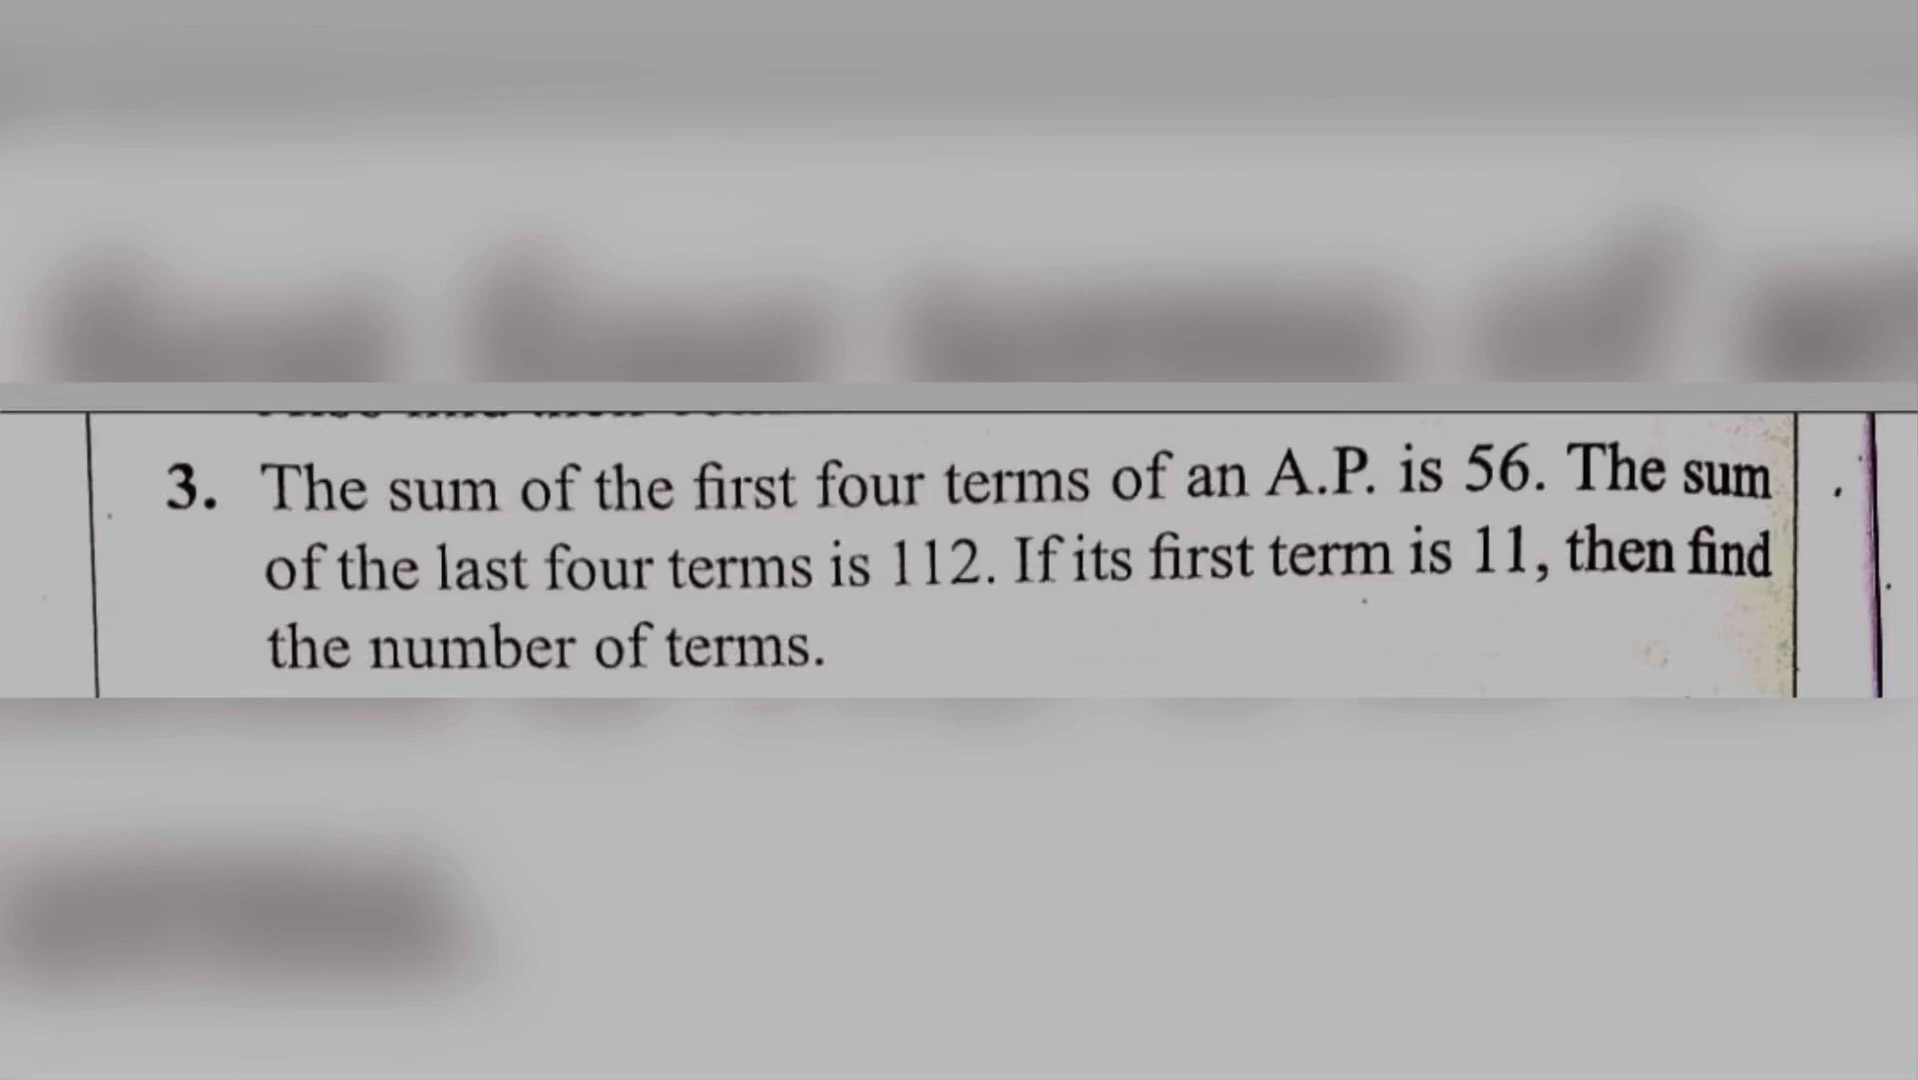 3. The sum of the first four terms of an A.P. is 56. The sum
of the last four terms is 112. If its first term is 11, then find
the number of terms.